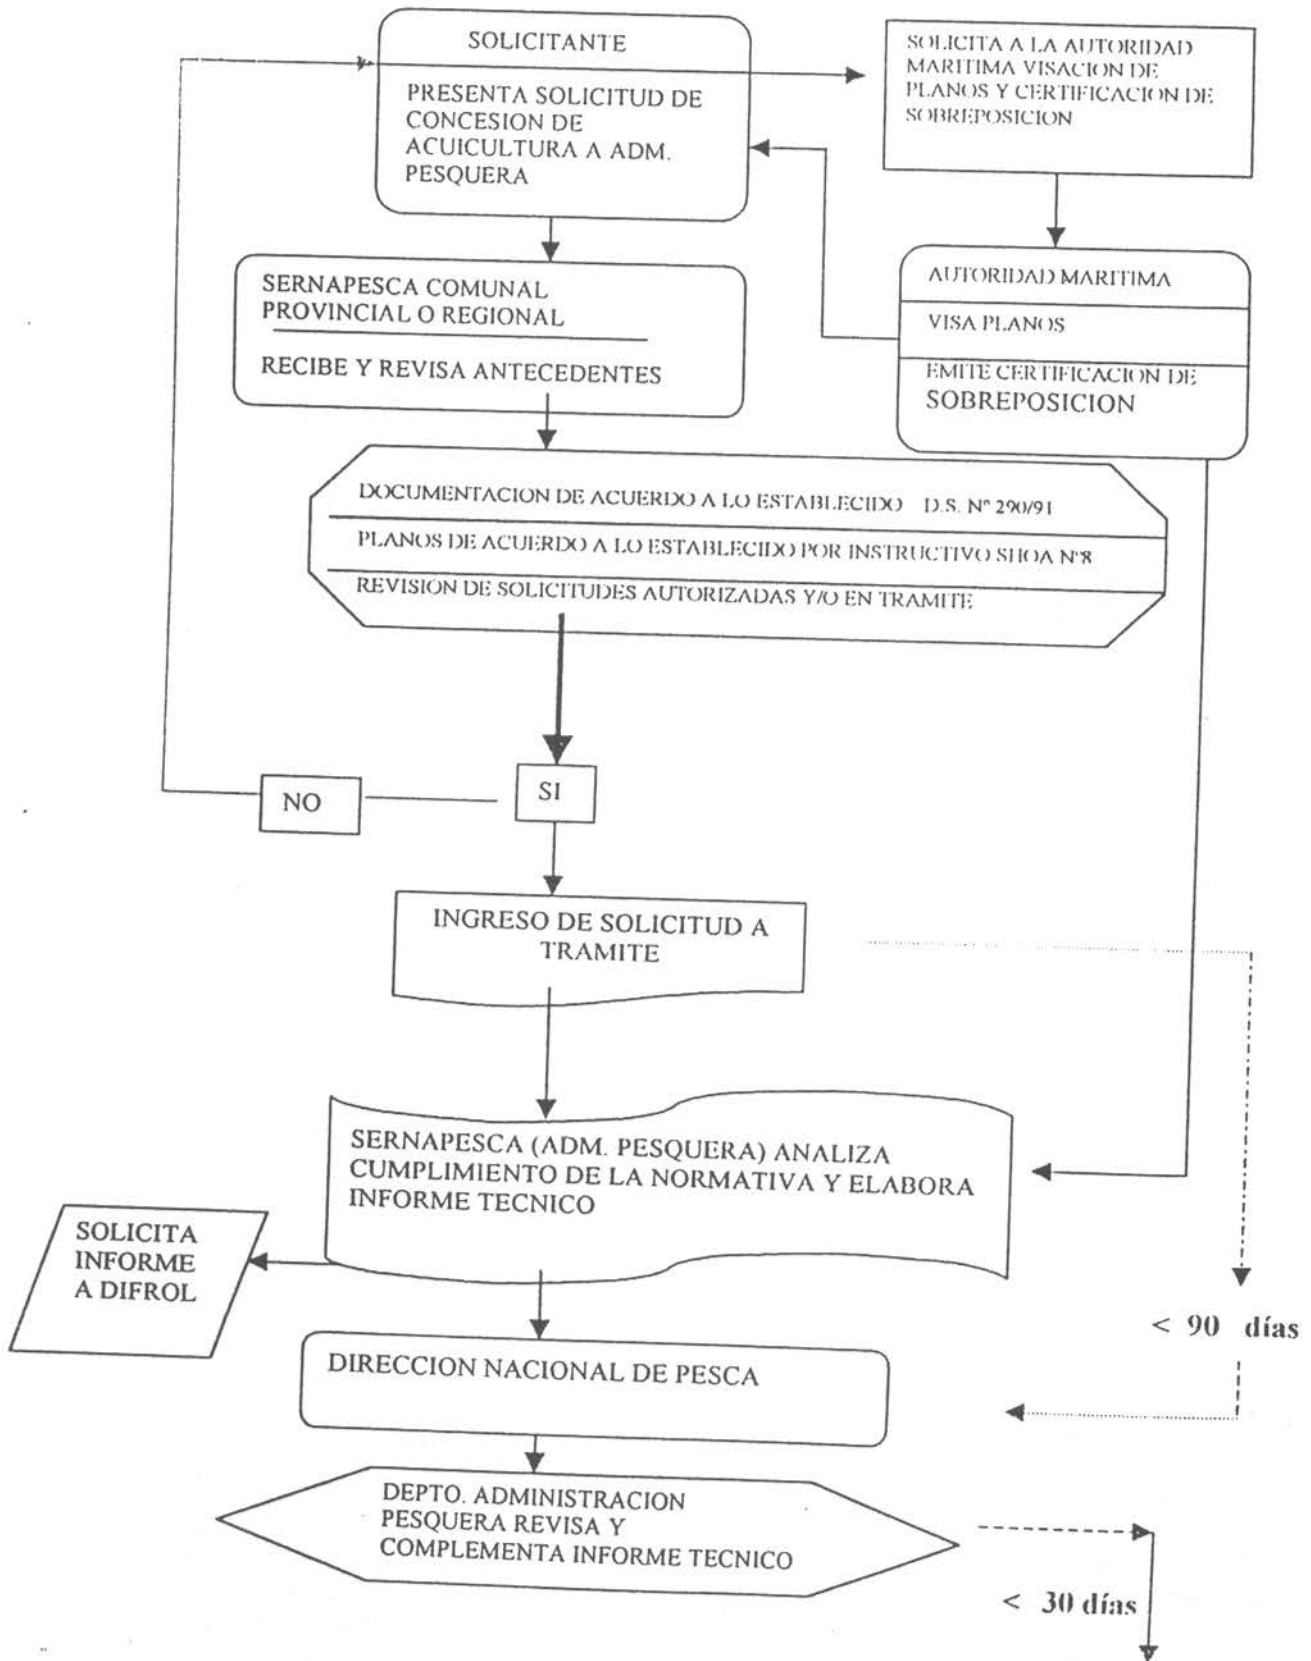 SOLICITANTE
PRESENTA SOLICITUD DE
CONCESION DE
ACUICULTURA A ADM.
PESQUERA
SOLICITA A LA AUTORIDAD
MARITIMA VISACION DE
PLANOS Y CERTIFICACION DE
SOBREPOSICION
AUTORIDAD MARITIMA
VISA PLANOS
EMITE CERTIFICACION DE
SOBREPOSICION
SERNAPESCA COMUNAL
PROVINCIAL O REGIONAL
RECIBE Y REVISA ANTECEDENTES
DOCUMENTACION DE ACUERDO A LO ESTABLECIDO D.S. Nº 290/91
PLANOS DE ACUERDO A LO ESTABLECIDO POR INSTRUCTIVO SHOA Nº8
REVISION DE SOLICITUDES AUTORIZADAS Y/O EN TRAMITE
NO
SI
INGRESO DE SOLICITUD A
TRAMITE
SERNAPESCA (ADM. PESQUERA) ANALIZA
CUMPLIMIENTO DE LA NORMATIVA Y ELABORA
INFORME TECNICO
SOLICITA
INFORME
A DIFROL
< 90 días
DIRECCION NACIONAL DE PESCA
DEPTO. ADMINISTRACION
PESQUERA REVISA Y
COMPLEMENTA INFORME TECNICO
< 30 días